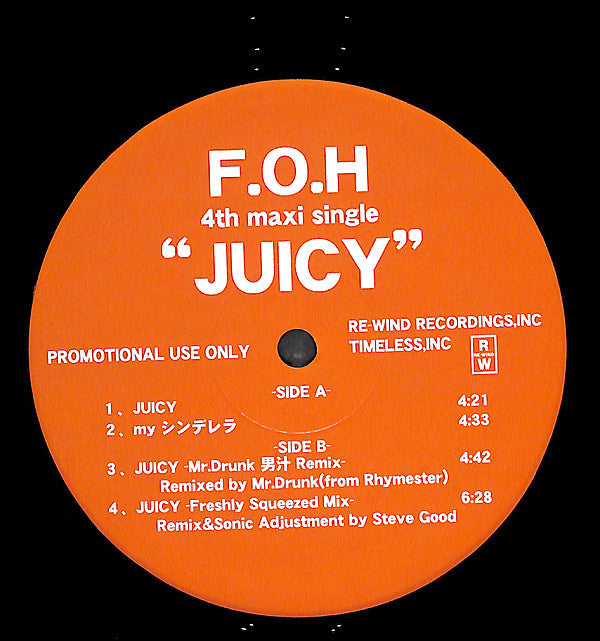 F.O.H
4th maxi single
“JUICY”
RE-WIND RECORDINGS,INC
PROMOTIONAL USE ONLY
TIMELESS,INC
R
RE-WIND
W
-SIDE A-
1、JUICY 4:21
2、my シンデレラ 4:33
-SIDE B-
3、JUICY -Mr.Drunk 男汁 Remix- 4:42
Remixed by Mr.Drunk(from Rhymester)
4、JUICY -Freshly Squeezed Mix- 6:28
Remix&Sonic Adjustment by Steve Good